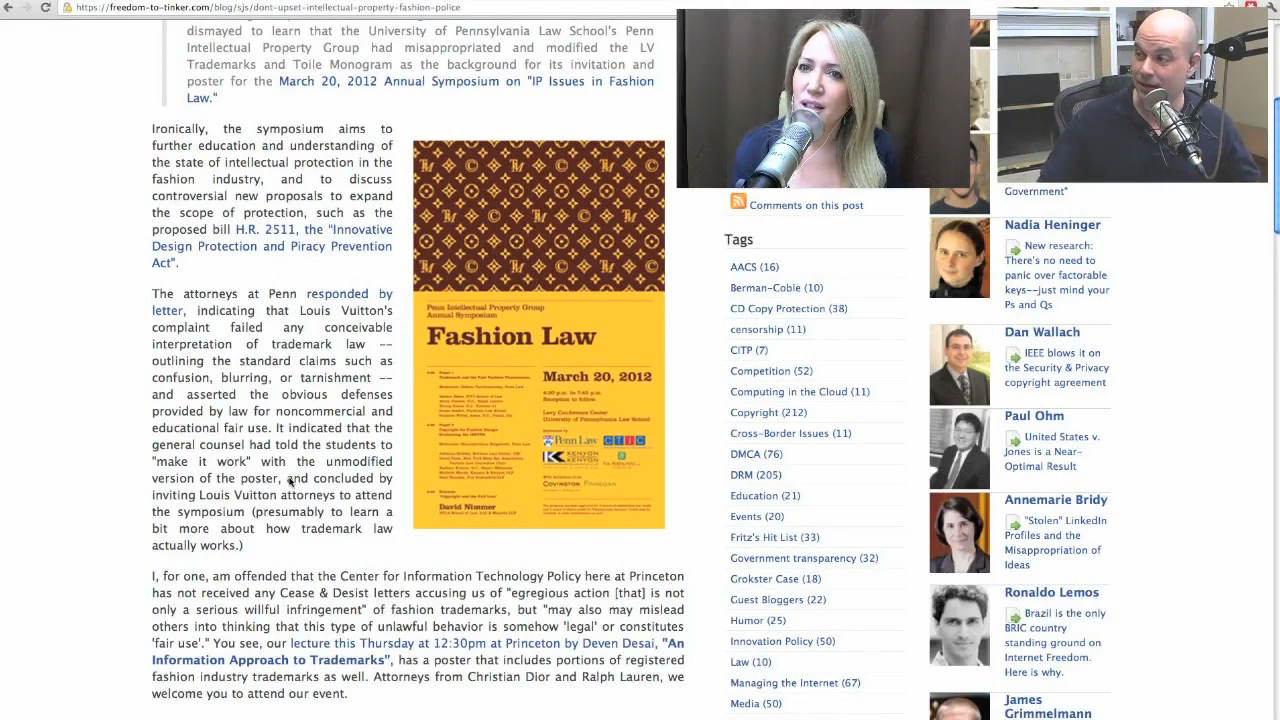 https://freedom-to-tinker.com/blog/sjs/dont-upset-intellectual-property-fashion-police
dismyed to
that the University of Pennsylvania Law School's Penn
Intellectual Property Group had misappropriated and modified the LV
Trademarks and Toile Monogram as the background for its invitation and
poster for the March 20, 2012 Annual Symposium on "IP Issues in Fashion
Law."
Ironically, the symposium aims to
further education and understanding of
the state of intellectual protection in the
fashion industry, and to discuss
controversial new proposals to expand
the scope of protection, such as the
proposed bill H.R. 2511, the "Innovative
Design Protection and Piracy Prevention
Act".
The attorneys at Penn responded by
letter, indicating that Louis Vuitton's
complaint failed any conceivable
interpretation of trademark law --
outlining the standard claims such as
confusion, blurring, or tarnishment --
and asserted the obvious defenses
provided by law for noncommercial and
educational fair use. It indicated that the
general counsel had told the students to
"make it work" with the unmodified
version of the poster, and concluded by
inviting Louis Vuitton attorney to attend
the symposium (presumably to learn a
bit more about how trademark law
actually works.)
I, for one, am offended that the Center for Information Technology Policy here at Princeton
has not received any Cease & Desist letters accusing us of "egregious action [that] is not
only a serious willful infringement" of fashion trademarks, but "may also may mislead
others into thinking that this type of unlawful behavior is somehow 'legal' or constitutes
'fair use'." You see, our lecture this Thursday at 12:30pm at Princeton by Deven Desai, "An
Information Approach to Trademarks", has a poster that includes portions of registered
fashion industry trademarks as well. Attorneys from Christian Dior and Ralph Lauren, we
welcome you to attend our event.
Penn Intellectual Property Group
Annual Symposium
Fashion Law
March 20, 2012
4:30 p.m. to 7:45 p.m.
Reception to follow.
Levy Conference Center
University of Pennsylvania Law School
Penn Law
CTIC
KENYON
KENYON
COVINGTON
FINNEGAN
David Nimmer
Comments on this post
Tags
AACS (16)
Berman-Coble (10)
CD Copy Protection (38)
censorship (11)
CITP (7)
Competition (52)
Computing in the Cloud (11)
Copyright (212)
Cross-Border Issues (11)
DMCA (76)
DRM (205)
Education (21)
Events (20)
Fritz's Hit List (33)
Government transparency (32)
Grokster Case (18)
Guest Bloggers (22)
Humor (25)
Innovation Policy (50)
Law (10)
Managing the Internet (67)
Media (50)
Government"
Nadia Heninger
New research:
There's no need to
panic over factorable
keys--just mind your
Ps and Qs
Dan Wallach
IEEE blows it on
the Security & Privacy
copyright agreement
Paul Ohm
United States v.
Jones is a Near-
Optimal Result
Annemarie Bridy
"Stolen" LinkedIn
Profiles and the
Misappropriation of
Ideas
Ronaldo Lemos
Brazil is the only
BRIC country
standing ground on
Internet Freedom.
Here is why.
James
Grimmelmann